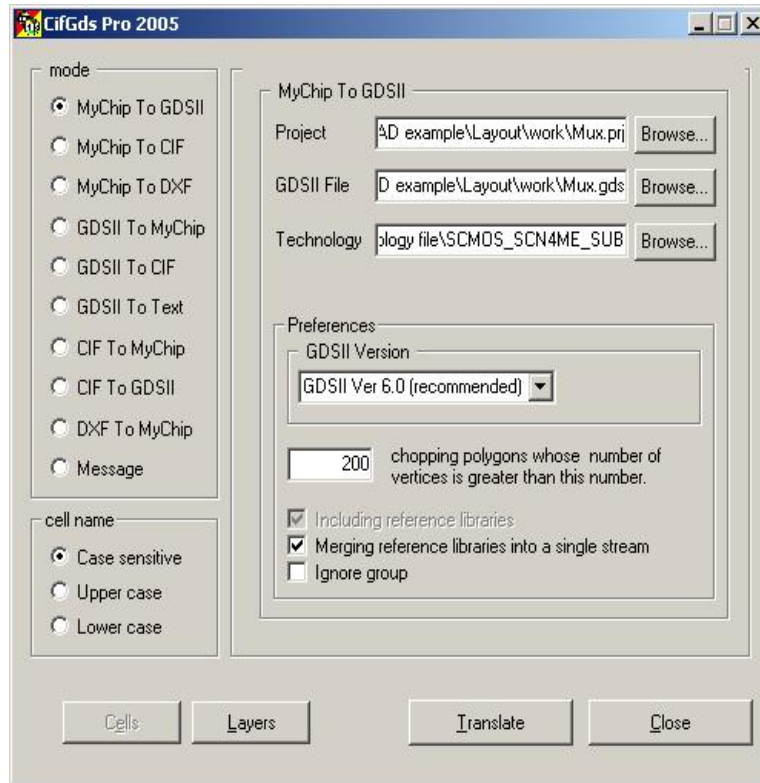 CifGds Pro 2005
mode
MyChip To GDSII
MyChip To CIF
MyChip To DXF
GDSII To MyChip
GDSII To CIF
GDSII To Text
CIF To MyChip
CIF To GDSII
DXF To MyChip
Message
cell name
Case sensitive
Upper case
Lower case
MyChip To GDSII
Project AD example\Layout\work\Mux.prj Browse...
GDSII File D example\Layout\work\Mux.gds Browse...
Technology ology file\SCMOS_SCN4ME_SUB Browse...
Preferences
GDSII Version
GDSII Ver 6.0 (recommended)
200 chopping polygons whose number of
vertices is greater than this number.
Including reference libraries
Merging reference libraries into a single stream
Ignore group
Cells Layers Translate Close